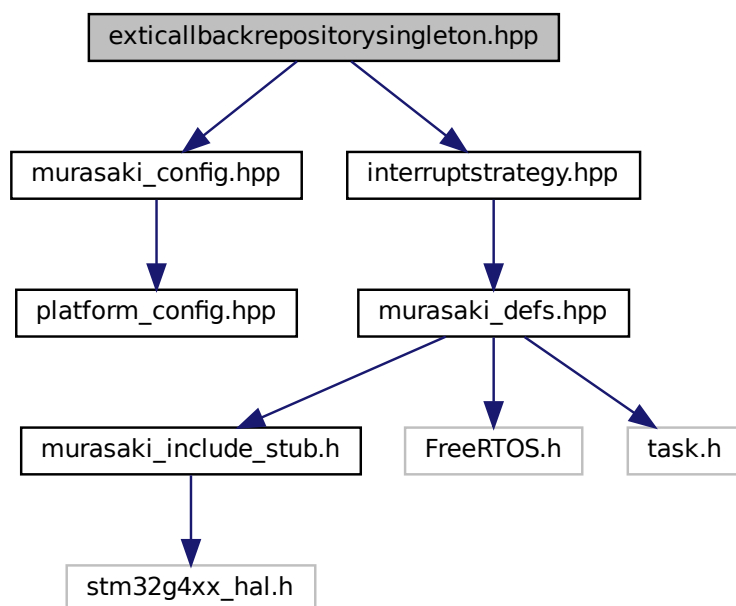 exticallbackrepositorysingleton.hpp
murasaki_config.hpp
interruptstrategy.hpp
platform_config.hpp
murasaki_defs.hpp
murasaki_include_stub.h
FreeRTOS.h
task.h
stm32g4xx_hal.h